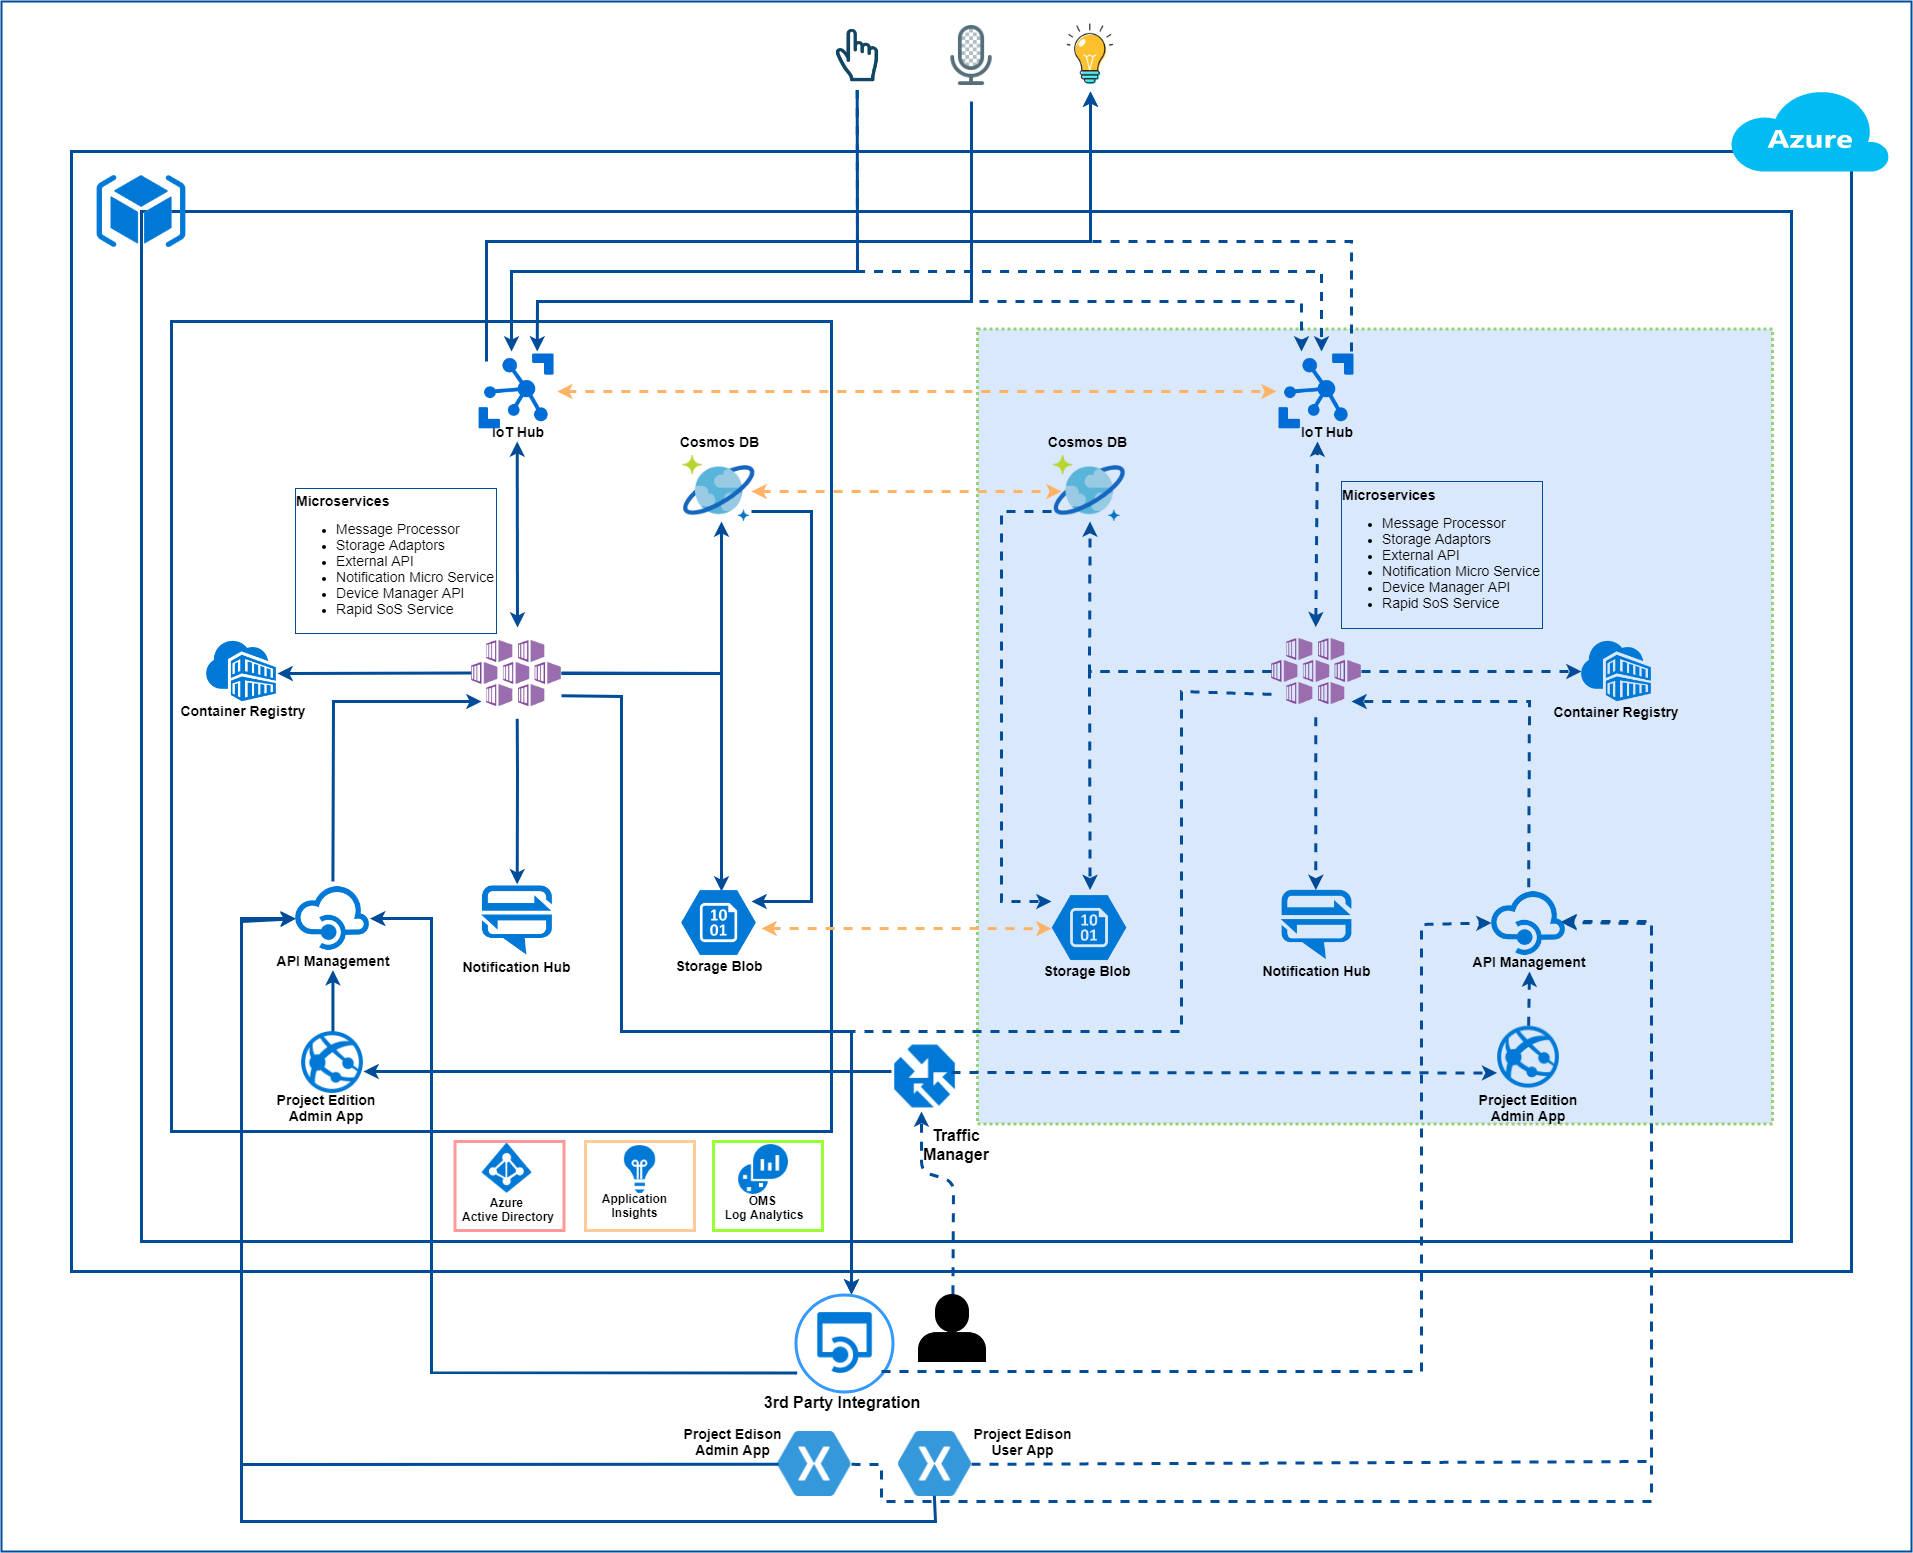 Azure
IoT Hub
IoT Hub
Cosmos DB
Cosmos DB
Microservices
Message Processor
Storage Adaptors
External API
Notification Micro Service
Device Manager API
Rapid SoS Service
Microservices
Message Processor
Storage Adaptors
External API
Notification Micro Service
Device Manager API
Rapid SoS Service
Container Registry
Container Registry
10
01
10
01
API Management
Notification Hub
Storage Blob
Storage Blob
Notification Hub
API Management
Project Edition
Admin App
Project Edition
Admin App
Traffic
Manager
Azure
Active Directory
Application
Insights
OMS
Log Analytics
3rd Party Integration
Project Edison
Admin App
Project Edison
User App